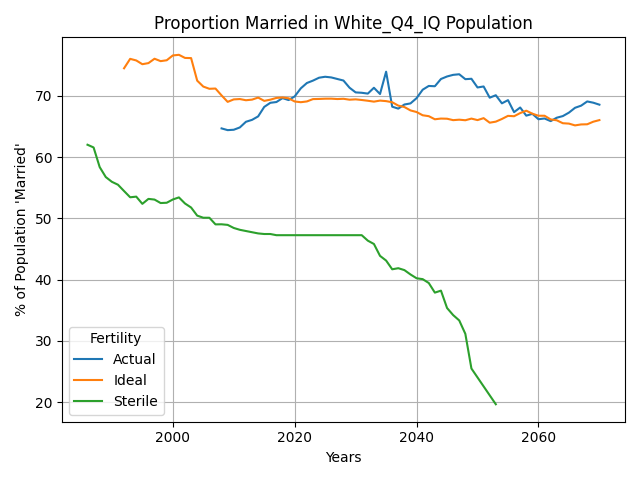 Proportion Married in White_Q4_IQ Population
% of Population 'Married'
70
60
50
40
30
20
Fertility
Actual
Ideal
Sterile
2000
2020
2040
2060
Years